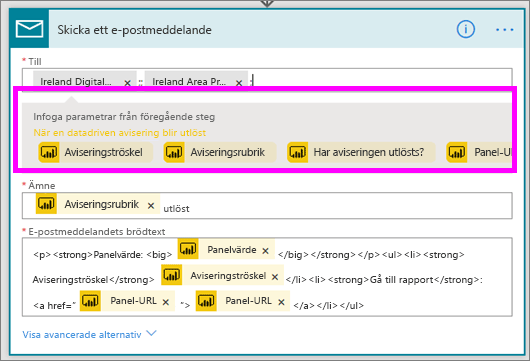 Skicka ett e-postmeddelande
* Till
Ireland Digital... × ; Ireland Area Pr... × ;
Infoga parametrar från föregående steg
När en datadriven avisering blir utlöst
Aviseringströskel Aviseringsrubrik Har aviseringen utlösts? Panel-U
* Ämne
Aviseringsrubrik × utlöst
* E-postmeddelandets brödtext
<p><strong>Panelvärde: <big> Panelvärde × </big></strong></p><ul><li><strong>
Aviseringströskel</strong> Aviseringströskel × </li><li><strong>Gå till rapport</strong>:
<a href=" Panel-URL × "> Panel-URL × </a></li></ul>
Visa avancerade alternativ